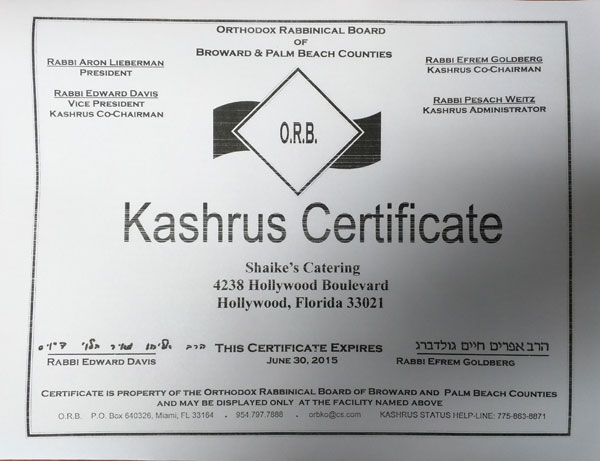 ORTHODOX RABBINICAL BOARD
OF
BROWARD & PALM BEACH COUNTIES
RABBI ARON LIEBERMAN
PRESIDENT
RABBI EDWARD DAVIS
VICE PRESIDENT
KASHRUS CO-CHAIRMAN
RABBI EFREM GOLDBERG
KASHRUS CO-CHAIRMAN
RABBI PESACH WEITZ
KASHRUS ADMINISTRATOR
O.R.B.
Kashrus Certificate
Shaike's Catering
4238 Hollywood Boulevard
Hollywood, Florida 33021
הרב
RABBI EDWARD DAVIS
THIS CERTIFICATE EXPIRES
JUNE 30, 2015
הרב אפרים חיים גולדברג
RABBI EFREM GOLDBERG
CERTIFICATE IS PROPERTY OF THE ORTHODOX RABBINICAL BOARD OF BROWARD AND PALM BEACH COUNTIES
AND MAY BE DISPLAYED ONLY AT THE FACILITY NAMED ABOVE
O.R.B. P.O. Box 640326, Miami, FL 33164 • 954.797.7888 • orbko@cs.com • KASHRUS STATUS HELP-LINE: 775-863-8871